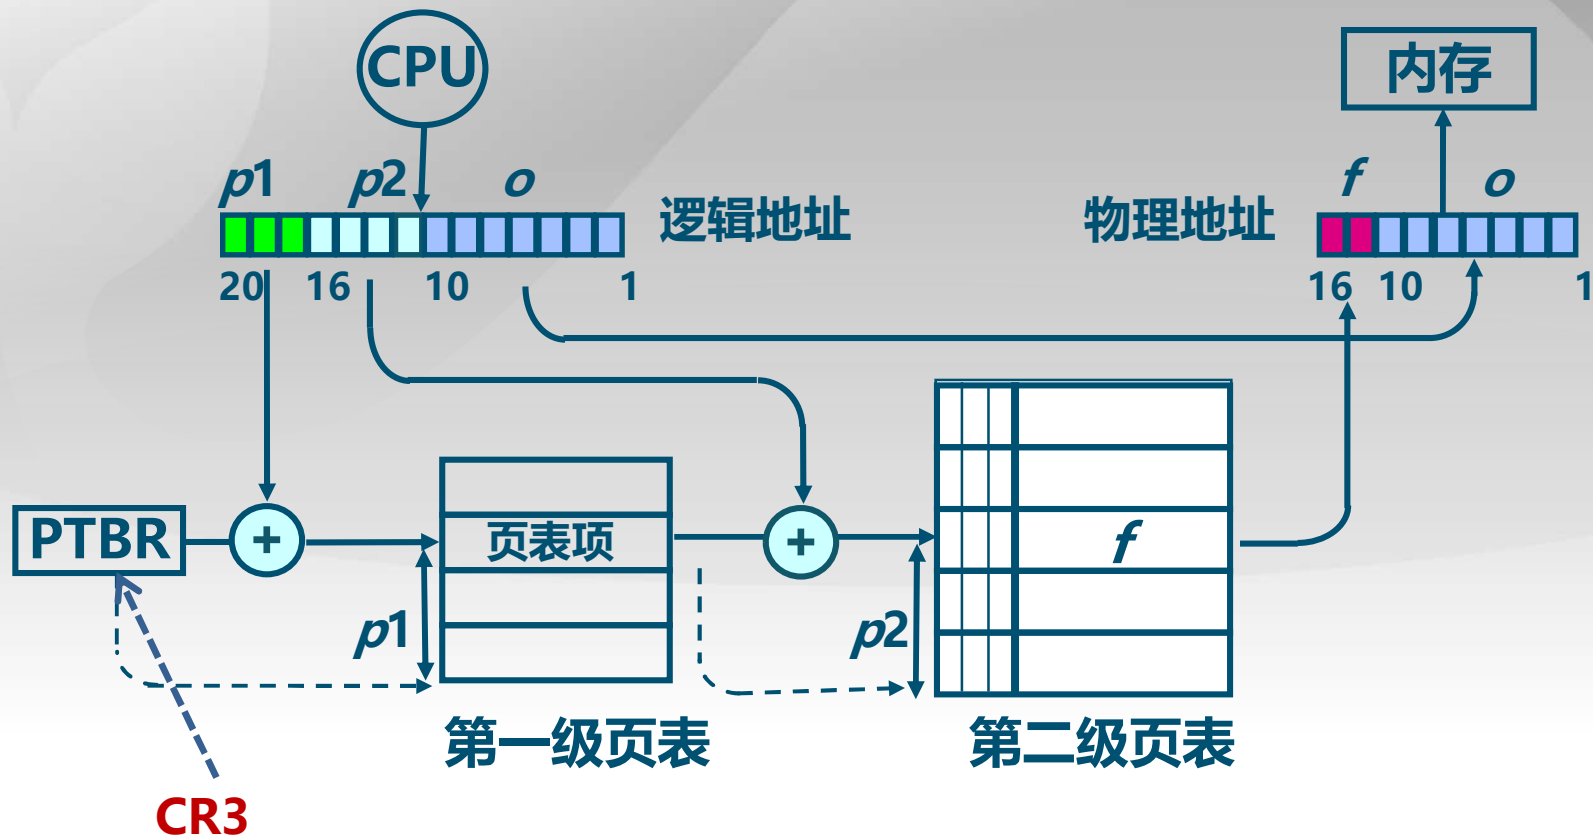 CPU
内存
p1 p2 o
逻辑地址
物理地址
f o
20 16 10 1
16 10 1
PTBR
+
页表项
+
f
p1
p2
第一级页表
第二级页表
CR3